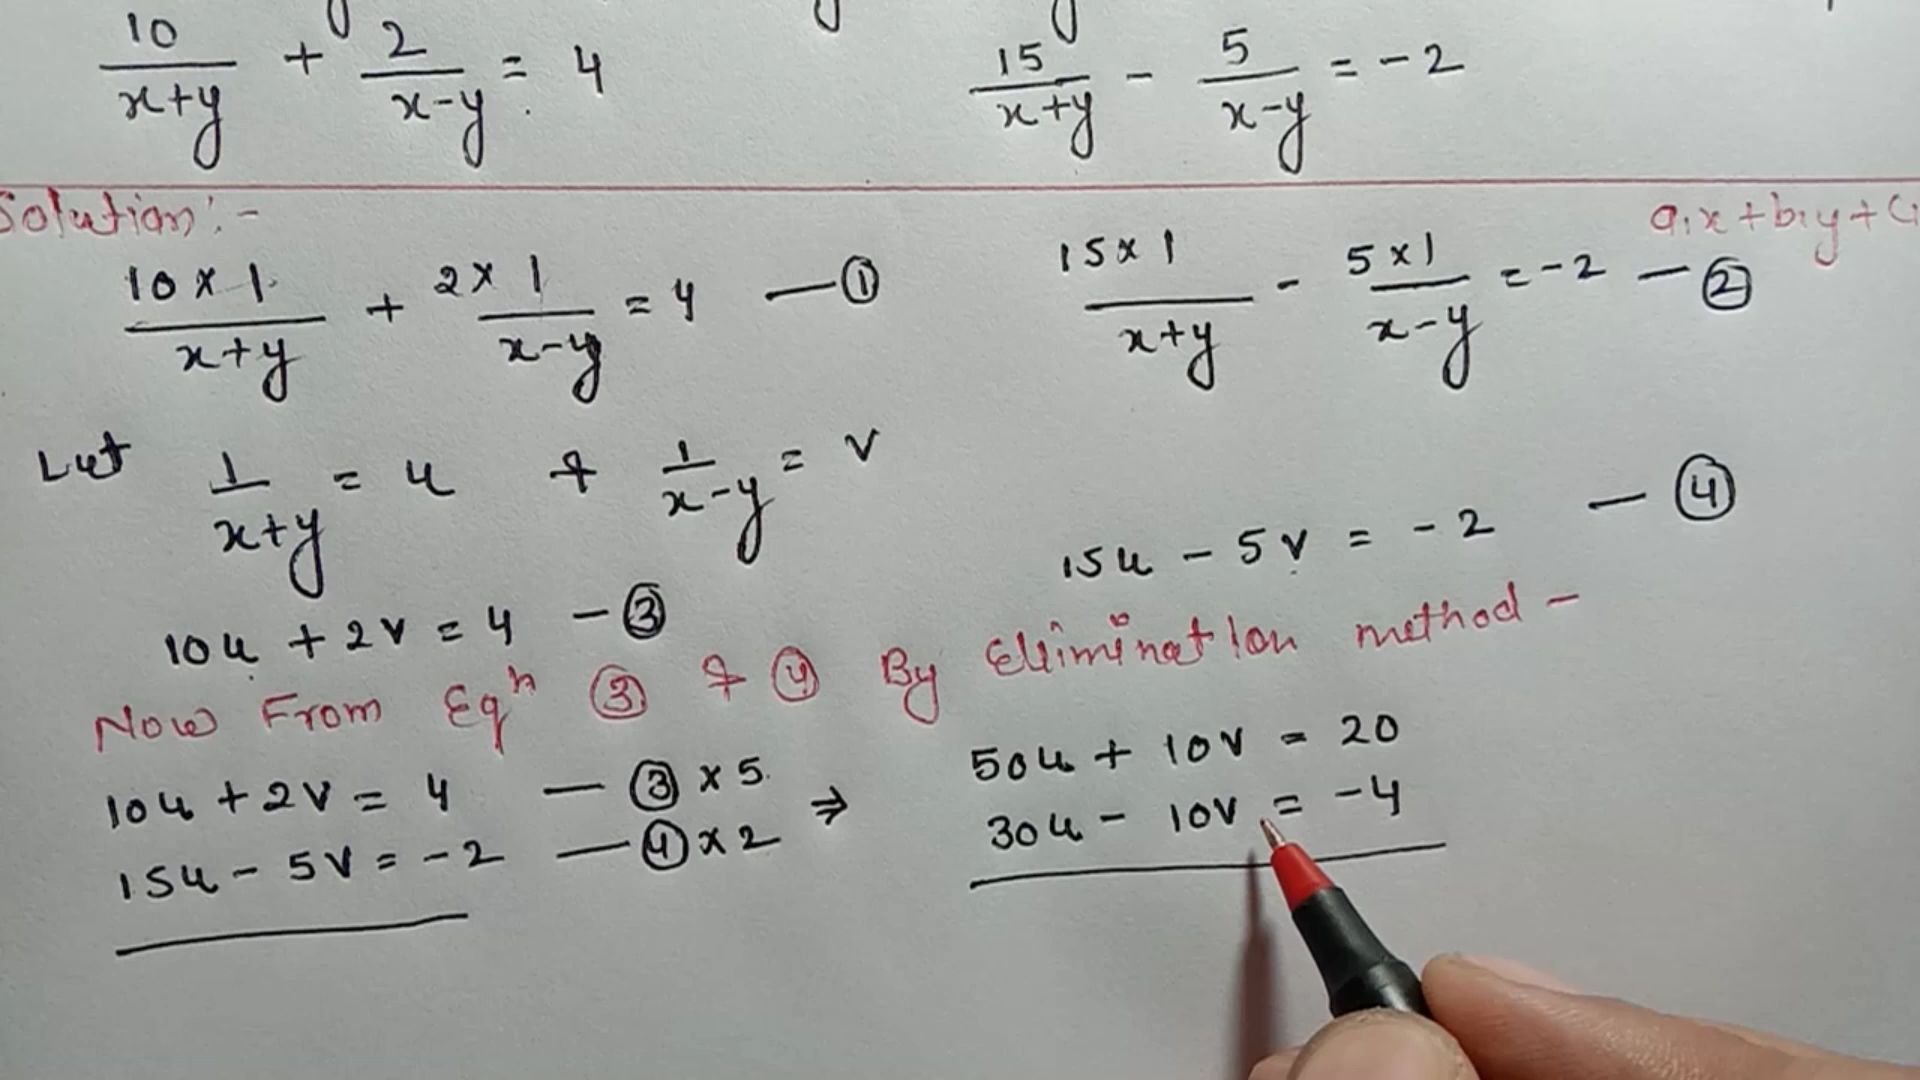 10/(x+y) + 2/(x-y) = 4    15/(x+y) - 5/(x-y) = -2
Solution:-
a₁x+b₁y+c₁
10×1/(x+y) + 2×1/(x-y) = 4 —①    15×1/(x+y) - 5×1/(x-y) = -2 —②
Let 1/(x+y) = u & 1/(x-y) = v
15u - 5v = -2 —④
10u + 2v = 4 —③
Now From Eqⁿ ③ & ④ By Elimination method -
10u + 2v = 4 —③×5 ⇒ 50u + 10v = 20
15u - 5v = -2 —④×2    30u - 10v = -4